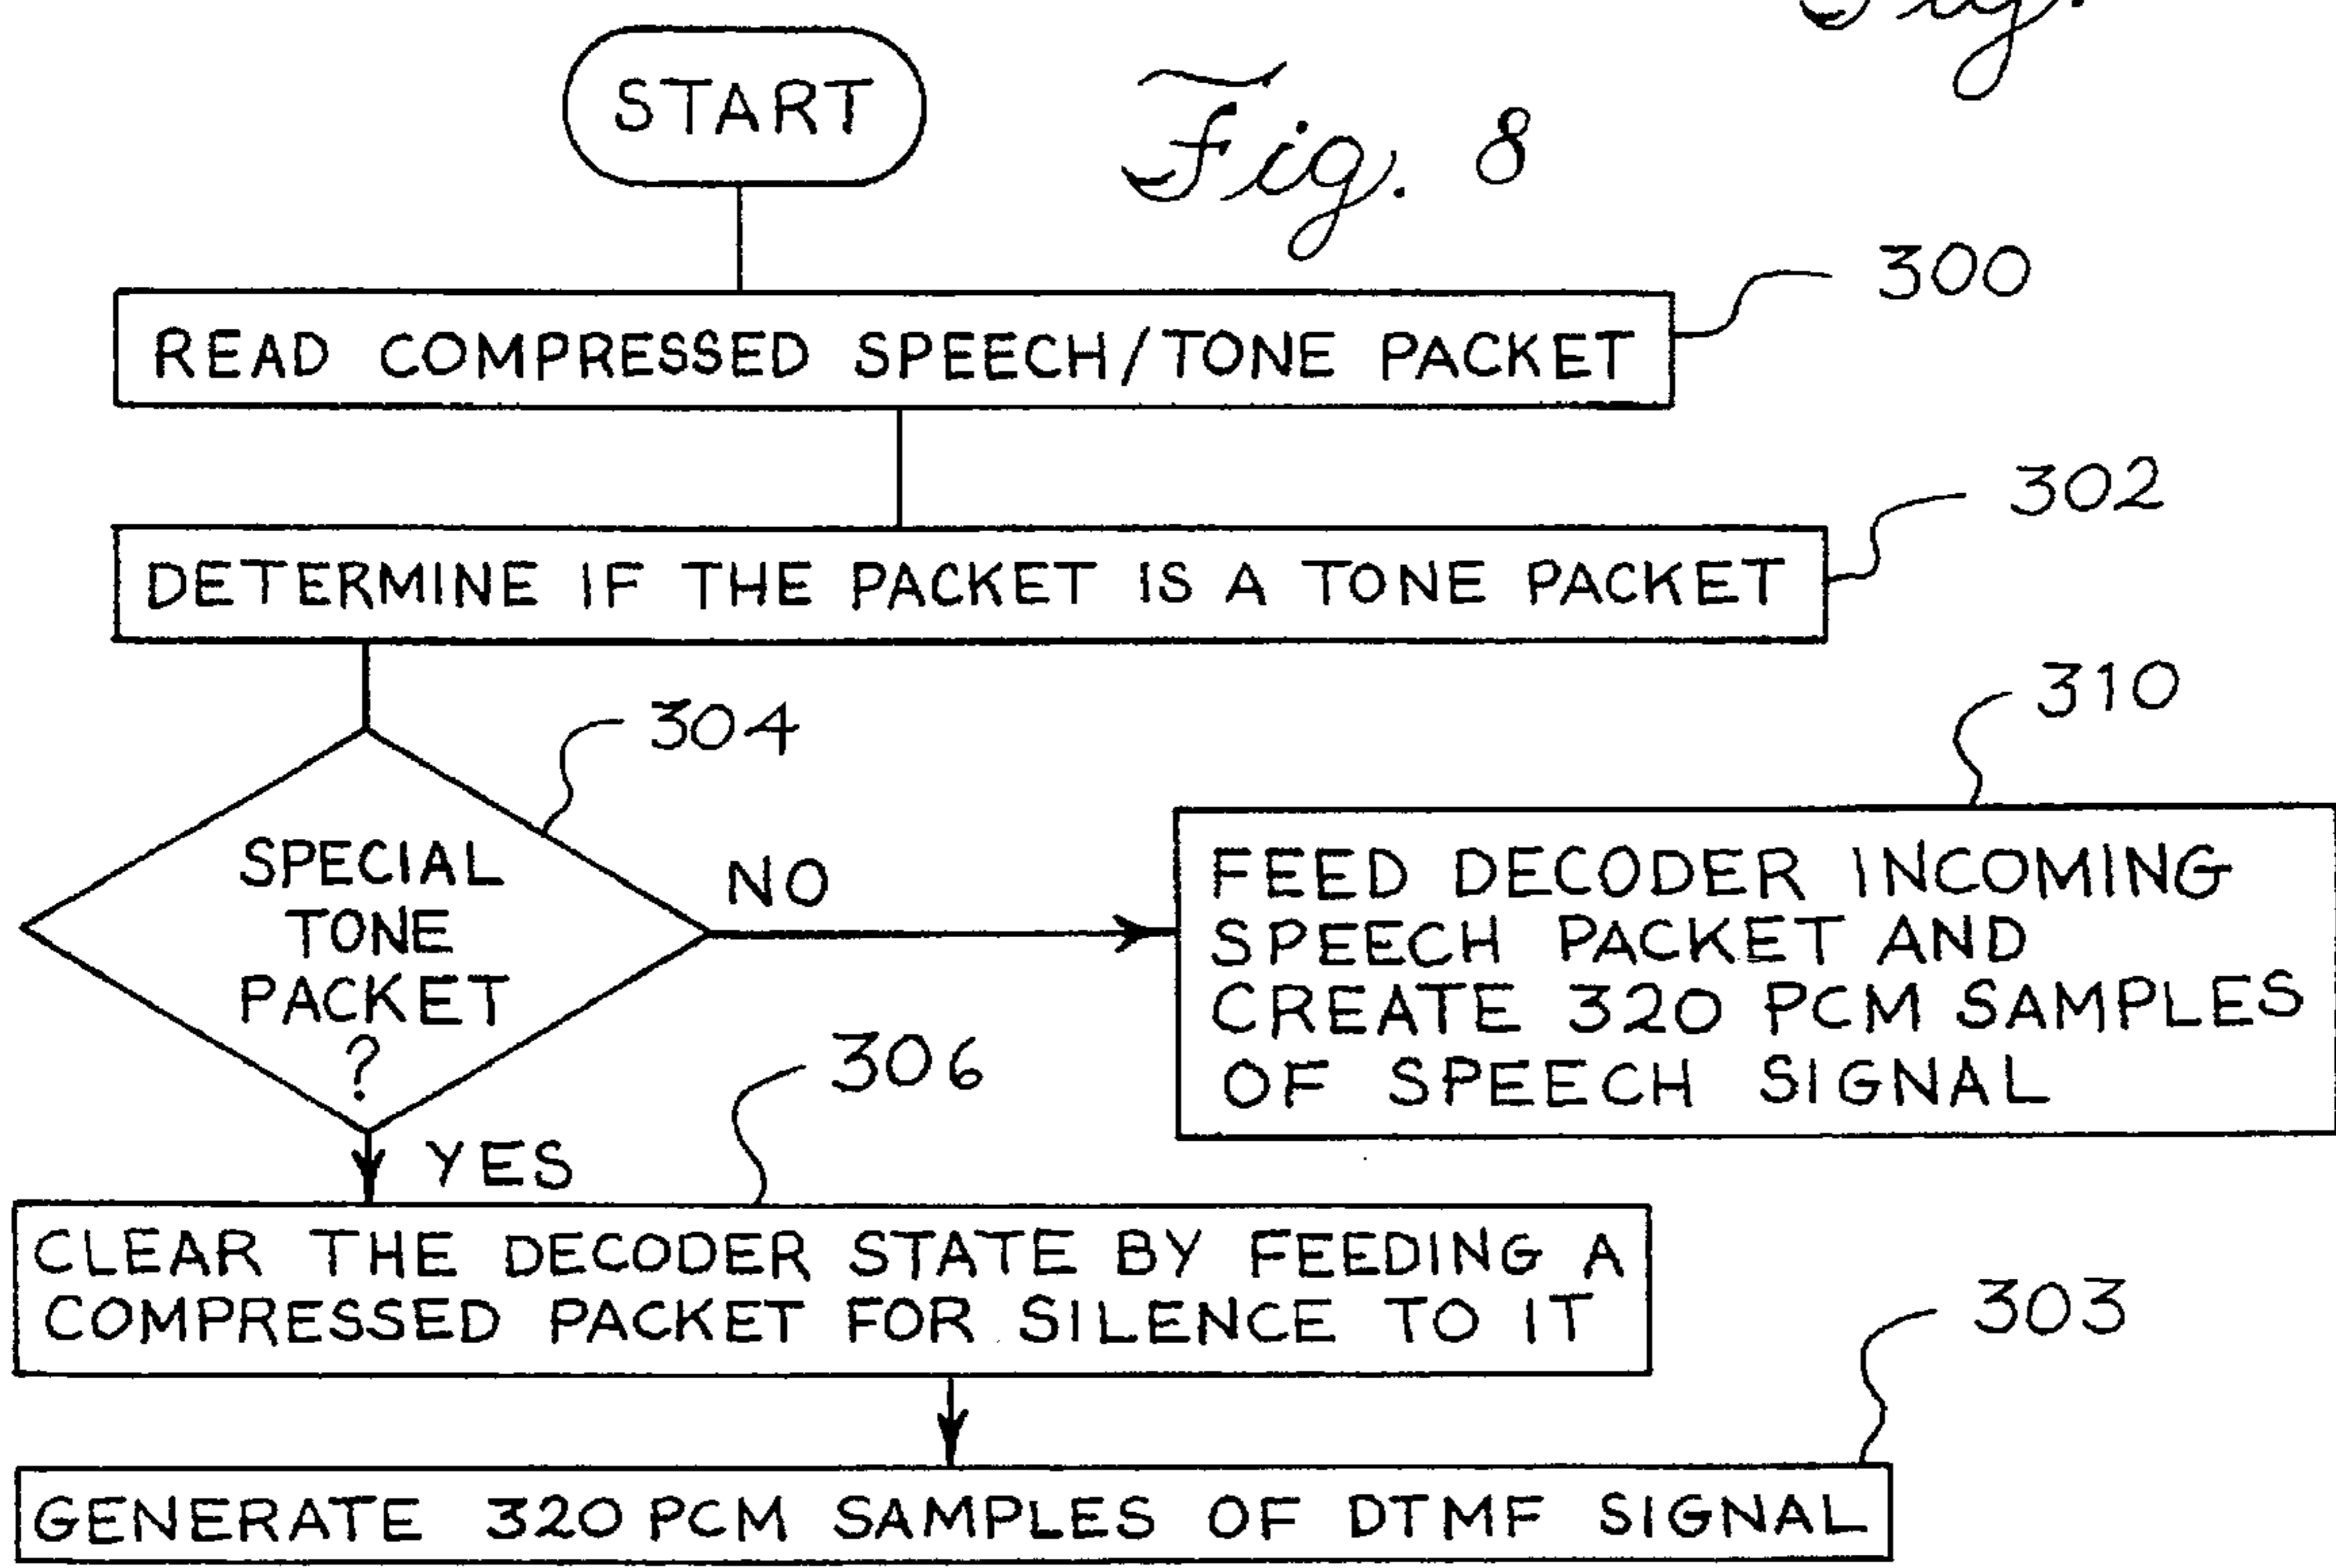 Fig.
START
Fig. 8
300
READ COMPRESSED SPEECH/TONE PACKET
302
DETERMINE IF THE PACKET IS A TONE PACKET
304
310
SPECIAL
TONE
PACKET
?
NO
FEED DECODER INCOMING
SPEECH PACKET AND
CREATE 320 PCM SAMPLES
OF SPEECH SIGNAL
YES
306
CLEAR THE DECODER STATE BY FEEDING A
COMPRESSED PACKET FOR SILENCE TO IT
303
GENERATE 320 PCM SAMPLES OF DTMF SIGNAL